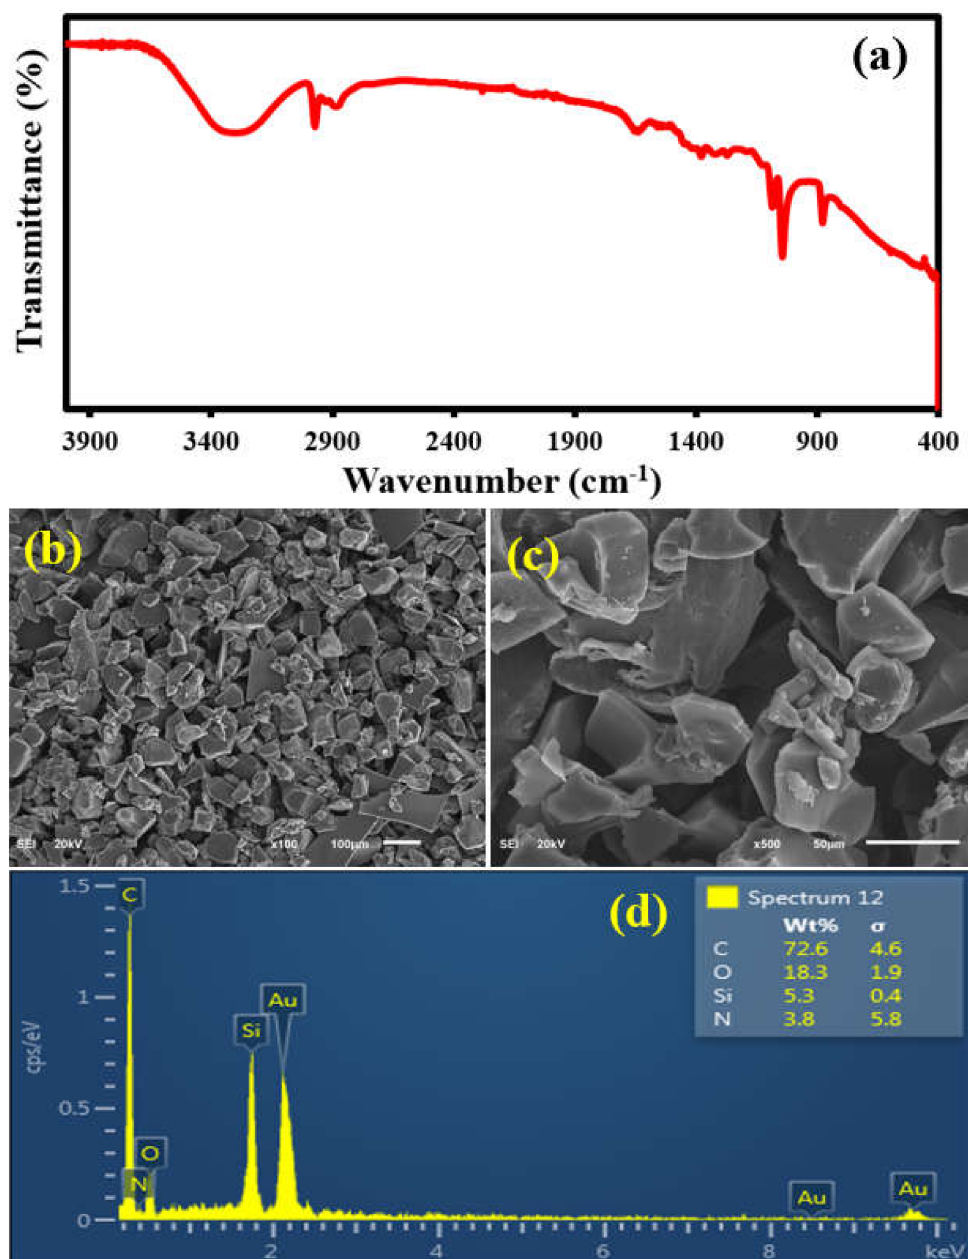 (a)
Transmittance (%)
3900 3400 2900 2400 1900 1400 900 400
Wavenumber (cm-1)
(b)
SEI 20kV x100 100µm
(c)
SEI 20kV x500 50µm
(d)
Spectrum 12
Wt% σ
C 72.6 4.6
O 18.3 1.9
Si 5.3 0.4
N 3.8 5.8
cps/eV
1.5
1
0.5
0
C
N
O
Si
Au
Au
Au
2 4 6 8 keV